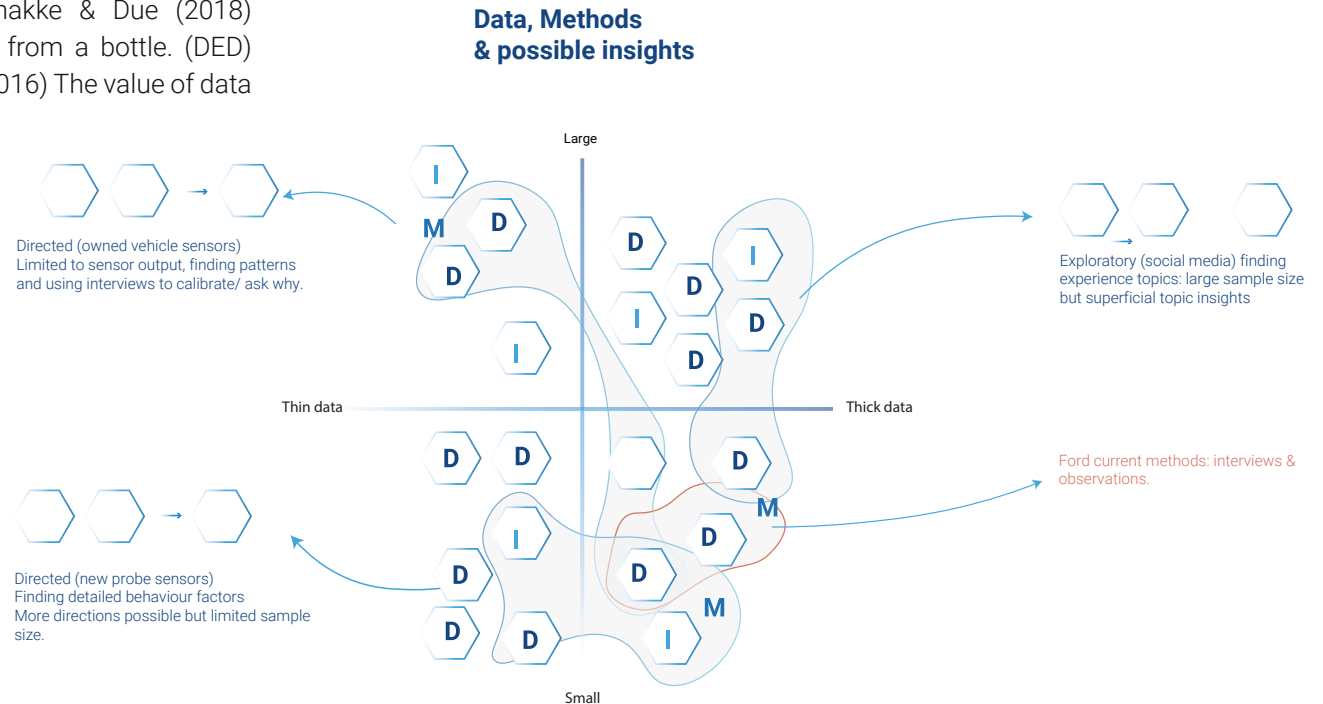 nakke & Due (2018)
from a bottle. (DED)
016) The value of data
Data, Methods
& possible insights
Large
I
M
D
D
I
D
D
I
D
I
D
Directed (owned vehicle sensors)
Limited to sensor output, finding patterns
and using interviews to calibrate/ ask why.
Exploratory (social media) finding
experience topics: large sample size
but superficial topic insights
Thin data
Thick data
D
D
D
M
I
D
D
D
D
D
M
I
Ford current methods: interviews &
observations.
Directed (new probe sensors)
Finding detailed behaviour factors
More directions possible but limited sample
size.
Small